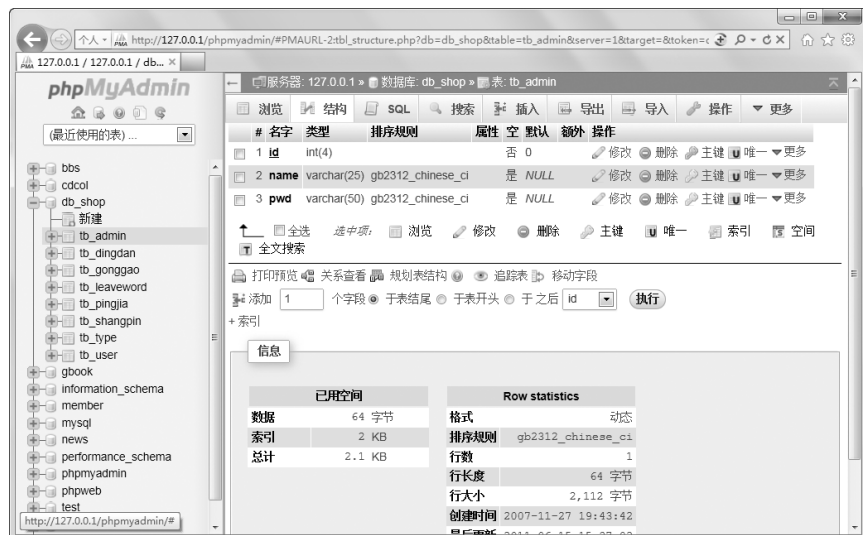 个人
http://127.0.0.1/phpmyadmin/#PMAURL-2:tbl_structure.php?db=db_shop&table=tb_admin&server=1&target=&token=c
127.0.0.1 / 127.0.0.1 / db...
phpMyAdmin
(最近使用的表) ...
bbs
cdcol
db_shop
新建
tb_admin
tb_dingdan
tb_gonggao
tb_leaveword
tb_pingjia
tb_shangpin
tb_type
tb_user
gbook
information_schema
member
mysql
news
performance_schema
phpmyadmin
phpweb
test
http://127.0.0.1/phpmyadmin/#
服务器: 127.0.0.1 » 数据库: db_shop » 表: tb_admin
浏览 结构 SQL 搜索 插入 导出 导入 操作 更多
# 名字 类型 排序规则 属性 空 默认 额外 操作
1 id int(4) 否 0 修改 删除 主键 唯一 更多
2 name varchar(25) gb2312_chinese_ci 是 NULL 修改 删除 主键 唯一 更多
3 pwd varchar(50) gb2312_chinese_ci 是 NULL 修改 删除 主键 唯一 更多
全选 选中项: 浏览 修改 删除 主键 唯一 索引 空间
全文搜索
打印预览 关系查看 规划表结构 追踪表 移动字段
添加 1 个字段 于表结尾 于表开头 于 之后 id 执行
+ 索引
信息
已用空间
数据 64 字节
索引 2 KB
总计 2.1 KB
Row statistics
格式 动态
排序规则 gb2312_chinese_ci
行数 1
行长度 64 字节
行大小 2,112 字节
创建时间 2007-11-27 19:43:42